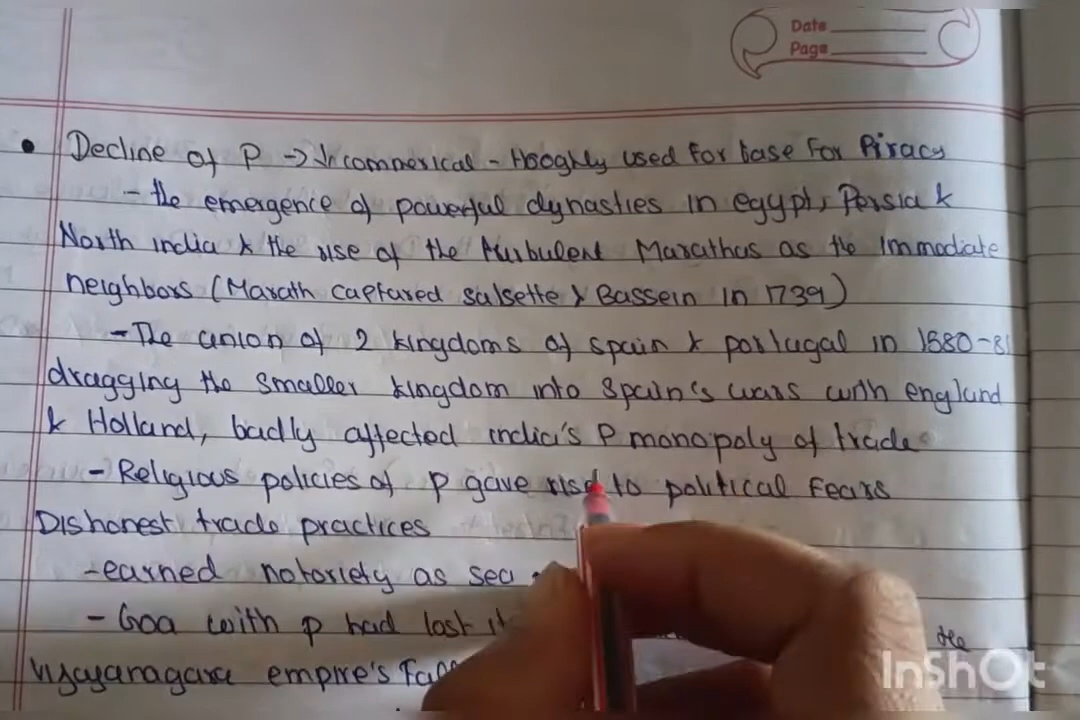 Date
Page
• Decline of P → ↓ commerical - Hooghly used for base for Piracy
- the emergence of powerful dynasties in egypt, Persia &
North india & the rise of the turbulent Marathas as the immediate
neighbors (Marath captured salsette & Bassein in 1739)
- The union of 2 kingdoms of spain & portugal in 1580-81
dragging the smaller kingdom into spain's wars with england
& Holland, badly affected india's P monopoly of trade
- Religious policies of p gave rise to political Fears
Dishonest trade practices
- earned notoriety as sea
- Goa with p had lost it
the
vijayanagara empire's
InShOt